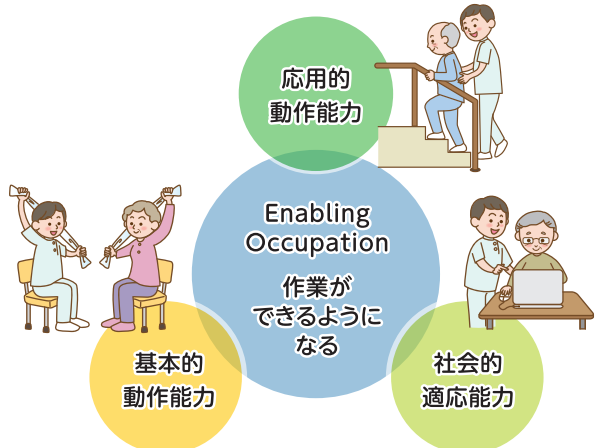 応用的
動作能力
Enabling
Occupation
作業が
できるように
なる
基本的
動作能力
社会的
適応能力